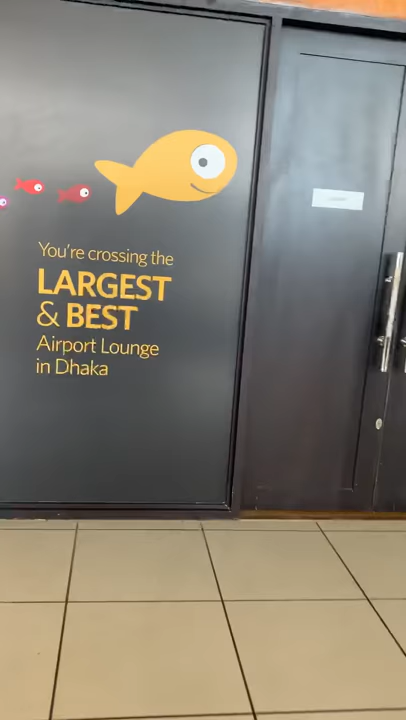 You're crossing the
LARGEST
& BEST
Airport Lounge
in Dhaka